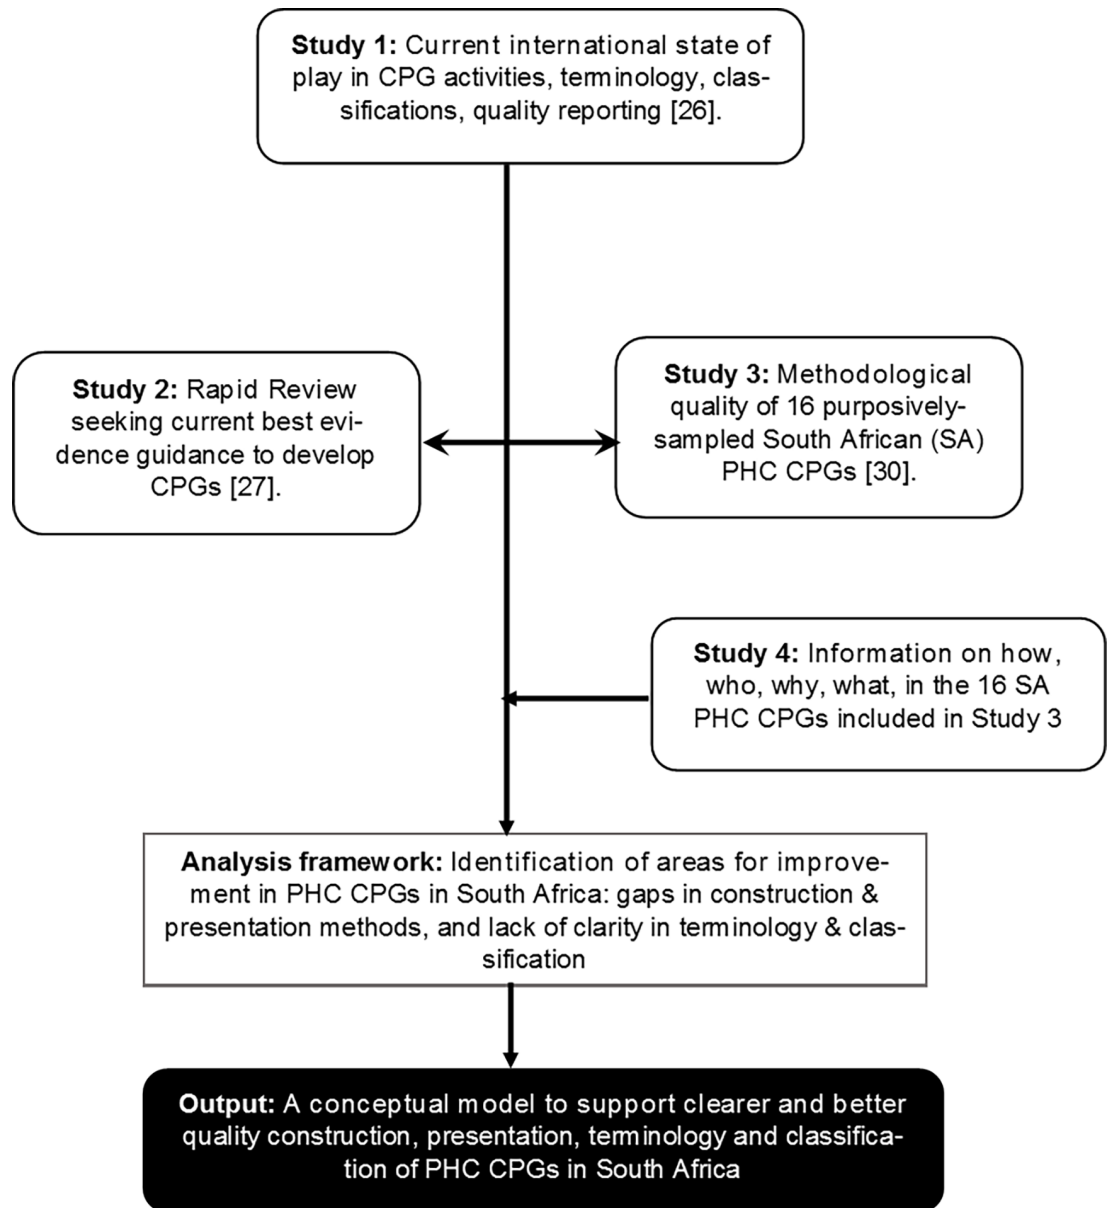 Study 1: Current international state of
play in CPG activities, terminology, clas-
sifications, quality reporting [26].
Study 2: Rapid Review
seeking current best evi-
dence guidance to develop
CPGs [27].
Study 3: Methodological
quality of 16 purposively-
sampled South African (SA)
PHC CPGs [30].
Study 4: Information on how,
who, why, what, in the 16 SA
PHC CPGs included in Study 3
Analysis framework: Identification of areas for improve-
ment in PHC CPGs in South Africa: gaps in construction &
presentation methods, and lack of clarity in terminology & clas-
sification
Output: A conceptual model to support clearer and better
quality construction, presentation, terminology and classifica-
tion of PHC CPGs in South Africa